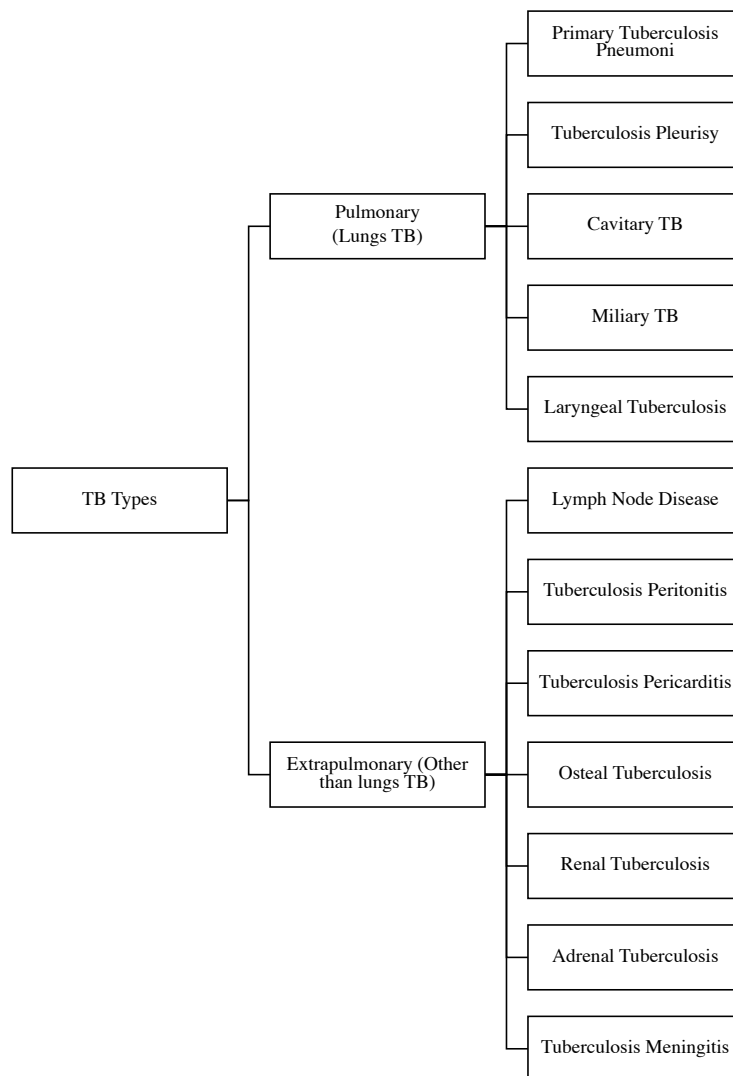 Primary Tuberculosis
Pneumoni
Tuberculosis Pleurisy
Pulmonary
(Lungs TB)
Cavitary TB
Miliary TB
Laryngeal Tuberculosis
TB Types
Lymph Node Disease
Tuberculosis Peritonitis
Tuberculosis Pericarditis
Extrapulmonary (Other
than lungs TB)
Osteal Tuberculosis
Renal Tuberculosis
Adrenal Tuberculosis
Tuberculosis Meningitis